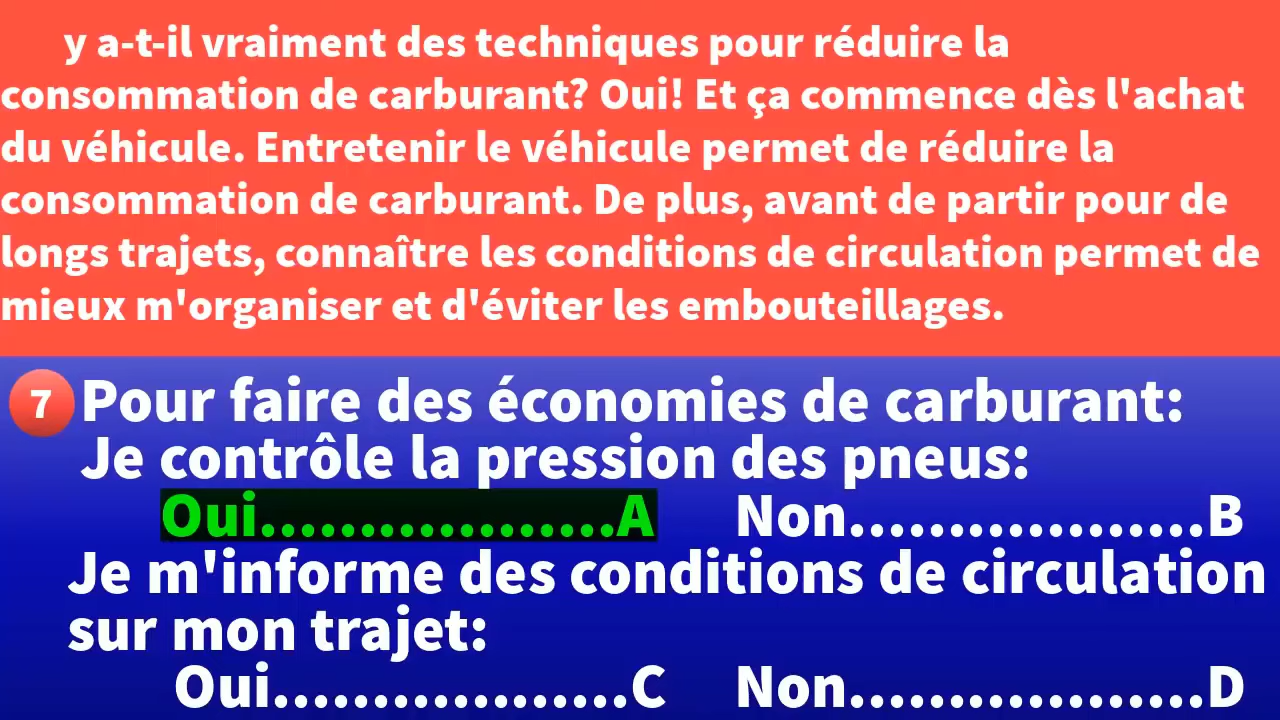 y a-t-il vraiment des techniques pour réduire la
consommation de carburant? Oui! Et ça commence dès l'achat
du véhicule. Entretenir le véhicule permet de réduire la
consommation de carburant. De plus, avant de partir pour de
longs trajets, connaître les conditions de circulation permet de
mieux m'organiser et d'éviter les embouteillages.
7 Pour faire des économies de carburant:
Je contrôle la pression des pneus:
Oui..................A Non..................B
Je m'informe des conditions de circulation
sur mon trajet:
Oui..................C Non..................D